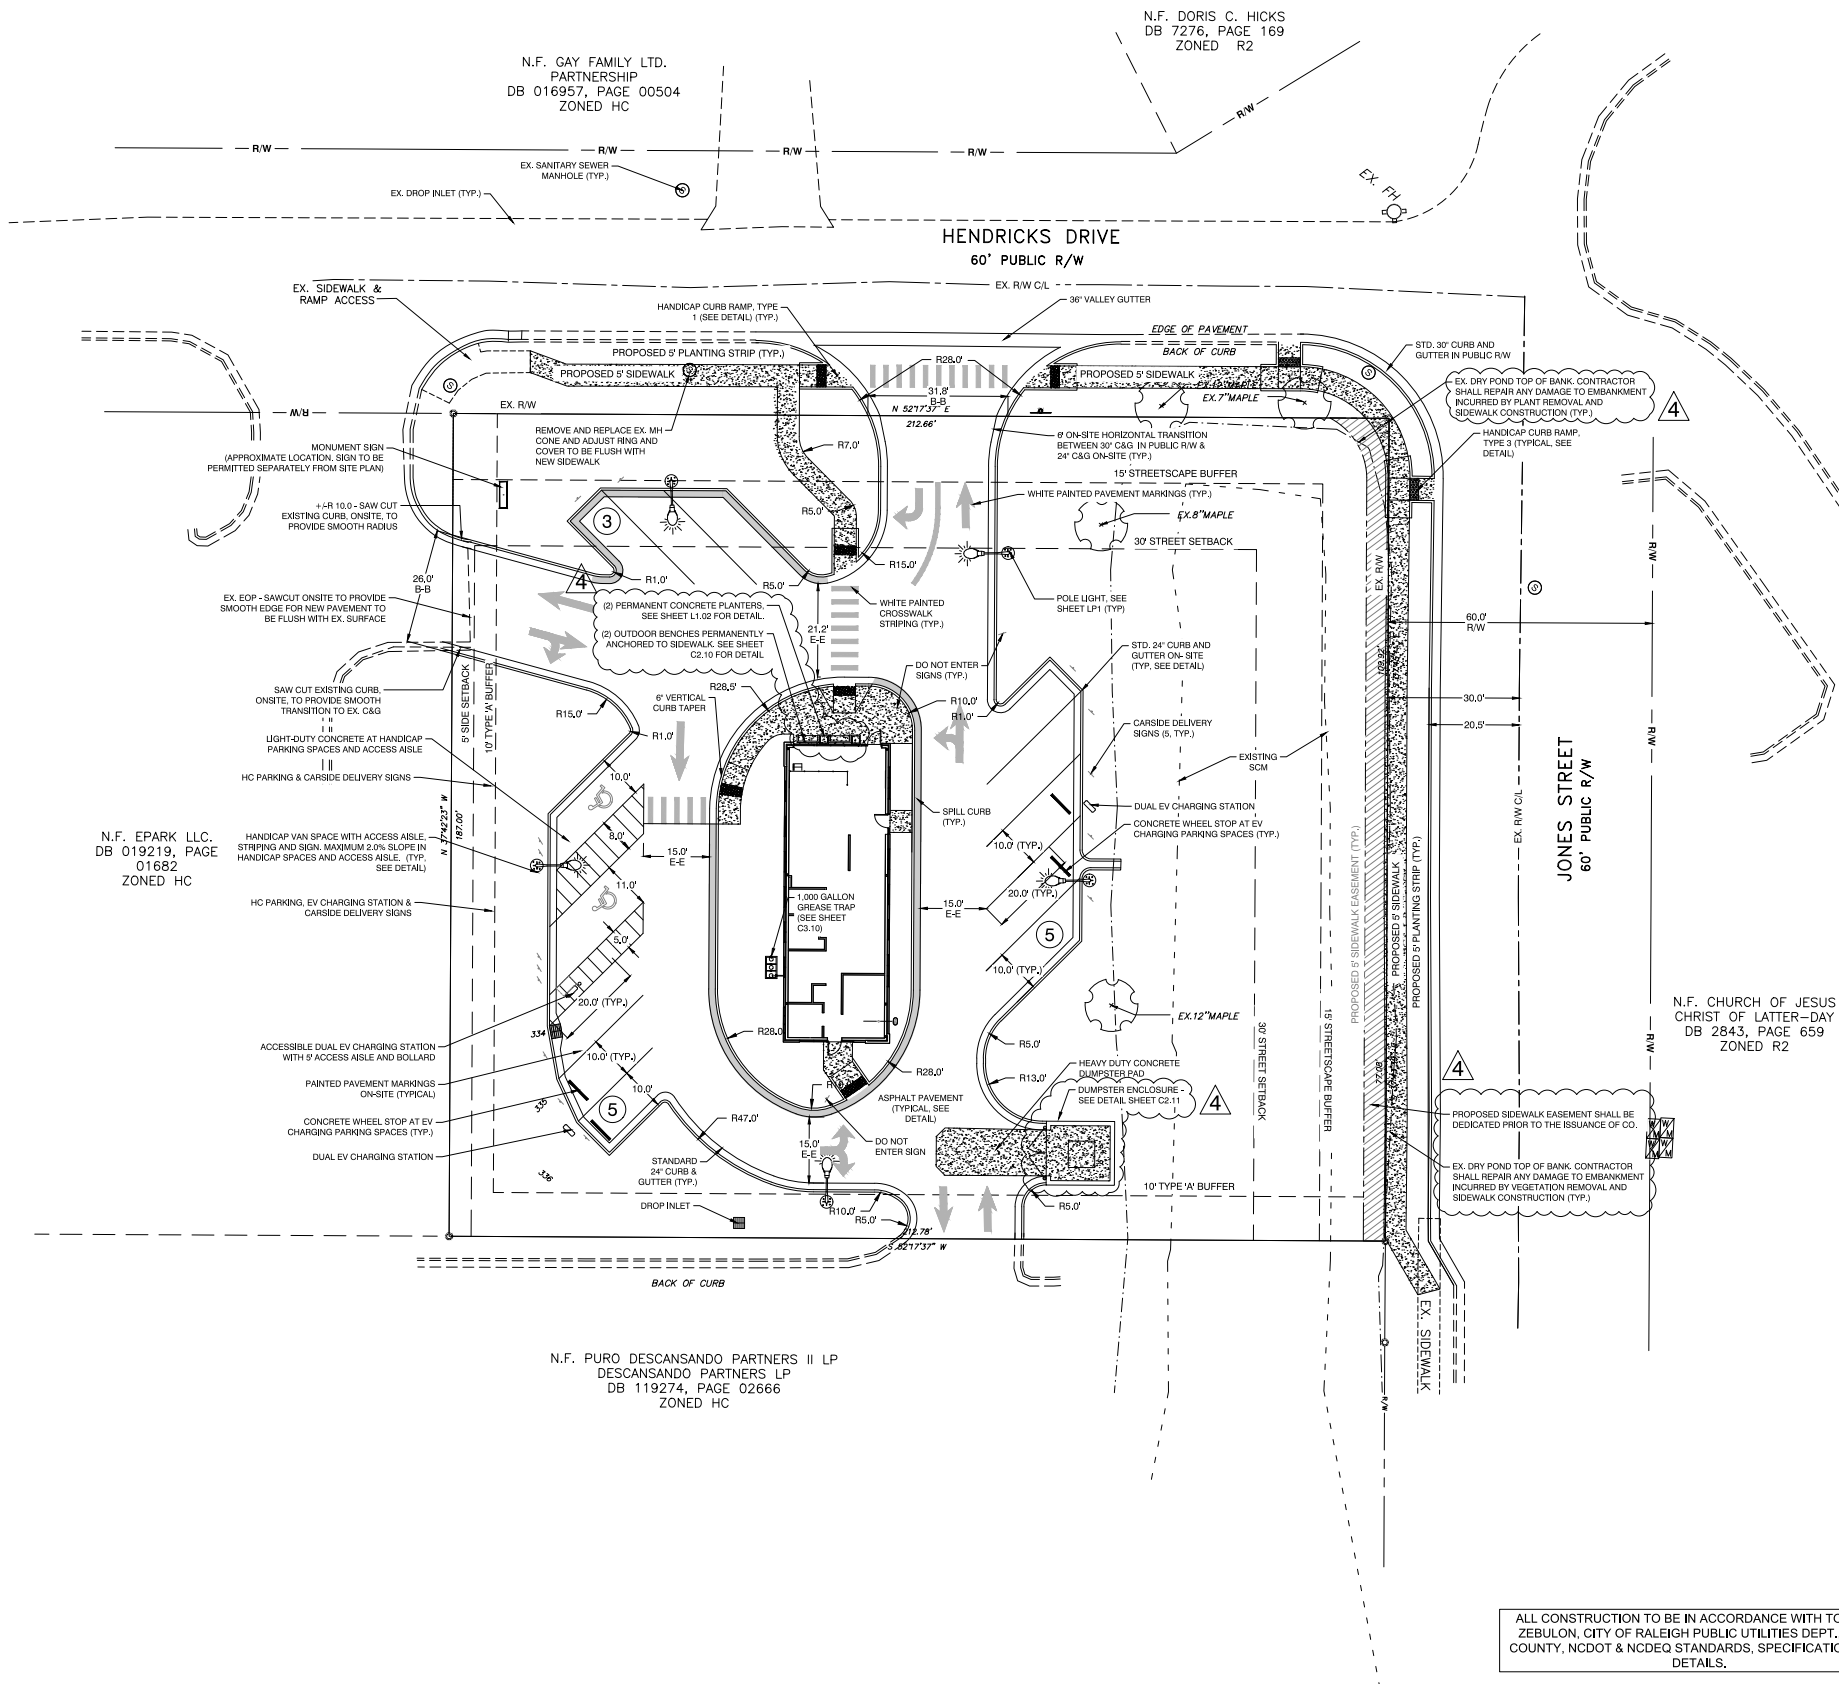 N.F. DORIS C. HICKS
DB 7276, PAGE 169
ZONED R2
N.F. GAY FAMILY LTD.
PARTNERSHIP
DB 016957, PAGE 00504
ZONED HC
R/W
R/W
R/W
R/W
R/W
EX. SANITARY SEWER
MANHOLE (TYP.)
S
EX. DROP INLET (TYP.)
EX. FH
HENDRICKS DRIVE
60' PUBLIC R/W
EX. R/W C/L
EX. SIDEWALK &
RAMP ACCESS
HANDICAP CURB RAMP, TYPE
1 (SEE DETAIL) (TYP.)
36" VALLEY GUTTER
EDGE OF PAVEMENT
BACK OF CURB
STD. 30" CURB AND
GUTTER IN PUBLIC R/W
PROPOSED 5' PLANTING STRIP (TYP.)
PROPOSED 5' SIDEWALK
R28.0'
31.8'
B-B
PROPOSED 5' SIDEWALK
EX.7"MAPLE
N 52°17'37" E
212.66'
S
S
EX. DRY POND TOP OF BANK. CONTRACTOR
SHALL REPAIR ANY DAMAGE TO EMBANKMENT
INCURRED BY PLANT REMOVAL AND
SIDEWALK CONSTRUCTION (TYP.)
4
R/W
EX. R/W
REMOVE AND REPLACE EX. MH
CONE AND ADJUST RING AND
COVER TO BE FLUSH WITH
NEW SIDEWALK
R7.0'
6' ON-SITE HORIZONTAL TRANSITION
BETWEEN 30" C&G IN PUBLIC R/W &
24" C&G ON-SITE (TYP.)
HANDICAP CURB RAMP,
TYPE 3 (TYPICAL, SEE
DETAIL)
MONUMENT SIGN
(APPROXIMATE LOCATION. SIGN TO BE
PERMITTED SEPARATELY FROM SITE PLAN)
15' STREETSCAPE BUFFER
WHITE PAINTED PAVEMENT MARKINGS (TYP.)
+/-R 10.0 - SAW CUT
EXISTING CURB, ONSITE, TO
PROVIDE SMOOTH RADIUS
3
R5.0'
EX.8"MAPLE
30' STREET SETBACK
26.0'
B-B
R1.0'
R5.0'
R15.0'
4
EX. R/W
R/W
S
EX. EOP - SAWCUT ONSITE TO PROVIDE
SMOOTH EDGE FOR NEW PAVEMENT TO
BE FLUSH WITH EX. SURFACE
(2) PERMANENT CONCRETE PLANTERS,
SEE SHEET L1.02 FOR DETAIL.
(2) OUTDOOR BENCHES PERMANENTLY
ANCHORED TO SIDEWALK. SEE SHEET
C2.10 FOR DETAIL
21.2'
E-E
WHITE PAINTED
CROSSWALK
STRIPING (TYP.)
POLE LIGHT, SEE
SHEET LP1 (TYP)
60.0'
R/W
STD. 24" CURB AND
GUTTER ON- SITE
(TYP, SEE DETAIL)
DO NOT ENTER
SIGNS (TYP.)
SAW CUT EXISTING CURB,
ONSITE, TO PROVIDE SMOOTH
TRANSITION TO EX. C&G
5' SIDE SETBACK
10' TYPE 'A' BUFFER
R15.0'
R1.0'
6" VERTICAL
CURB TAPER
R28.5'
R10.0'
R1.0'
109.92'
30.0'
20.5'
CARSIDE DELIVERY
SIGNS (5, TYP.)
LIGHT-DUTY CONCRETE AT HANDICAP
PARKING SPACES AND ACCESS AISLE
HC PARKING & CARSIDE DELIVERY SIGNS
10.0'
EXISTING
SCM
JONES STREET
60' PUBLIC R/W
EX. R/W C/L
R/W
DUAL EV CHARGING STATION
SPILL CURB
(TYP.)
CONCRETE WHEEL STOP AT EV
CHARGING PARKING SPACES (TYP.)
N.F. EPARK LLC.
DB 019219, PAGE
01682
ZONED HC
N 37°42'23" W
187.00'
HANDICAP VAN SPACE WITH ACCESS AISLE,
STRIPING AND SIGN. MAXIMUM 2.0% SLOPE IN
HANDICAP SPACES AND ACCESS AISLE. (TYP,
SEE DETAIL)
8.0'
15.0'
E-E
10.0' (TYP.)
20.0' (TYP.)
11.0'
HC PARKING, EV CHARGING STATION &
CARSIDE DELIVERY SIGNS
1,000 GALLON
GREASE TRAP
(SEE SHEET
C3.10)
15.0'
E-E
5
5.0'
10.0' (TYP.)
PROPOSED 5' SIDEWALK EASEMENT (TYP.)
PROPOSED 5' SIDEWALK
PROPOSED 5' PLANTING STRIP (TYP.)
20.0' (TYP.)
EX.12"MAPLE
N.F. CHURCH OF JESUS
CHRIST OF LATTER-DAY
DB 2843, PAGE 659
ZONED R2
334
R28.0
R5.0'
30' STREET SETBACK
15' STREETSCAPE BUFFER
R/W
ACCESSIBLE DUAL EV CHARGING STATION
WITH 5' ACCESS AISLE AND BOLLARD
10.0' (TYP.)
10.0'
R28.0'
R13.0'
HEAVY DUTY CONCRETE
DUMPSTER PAD
77.08'
4
PAINTED PAVEMENT MARKINGS
ON-SITE (TYPICAL)
335
5
DUMPSTER ENCLOSURE -
SEE DETAIL SHEET C2.11
4
ASPHALT PAVEMENT
(TYPICAL, SEE
DETAIL)
CONCRETE WHEEL STOP AT EV
CHARGING PARKING SPACES (TYP.)
R47.0'
PROPOSED SIDEWALK EASEMENT SHALL BE
DEDICATED PRIOR TO THE ISSUANCE OF CO.
15.0'
E-E
DO NOT
ENTER SIGN
DUAL EV CHARGING STATION
336
STANDARD
24" CURB &
GUTTER (TYP.)
EX. DRY POND TOP OF BANK. CONTRACTOR
SHALL REPAIR ANY DAMAGE TO EMBANKMENT
INCURRED BY VEGETATION REMOVAL AND
SIDEWALK CONSTRUCTION (TYP.)
10' TYPE 'A' BUFFER
DROP INLET
R10.0'
R5.0'
R5.0'
212.78'
S 52°17'37" W
BACK OF CURB
EX. SIDEWALK
R/W
N.F. PURO DESCANSANDO PARTNERS II LP
DESCANSANDO PARTNERS LP
DB 119274, PAGE 02666
ZONED HC
ALL CONSTRUCTION TO BE IN ACCORDANCE WITH TO
ZEBULON, CITY OF RALEIGH PUBLIC UTILITIES DEPT.
COUNTY, NCDOT & NCDEQ STANDARDS, SPECIFICATIO
DETAILS.